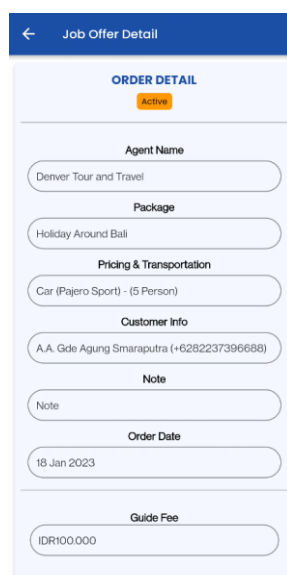 Job Offer Detail
ORDER DETAIL
Active
Agent Name
Denver Tour and Travel
Package
Holiday Around Bali
Pricing & Transportation
Car (Pajero Sport) - (5 Person)
Customer Info
A.A. Gde Agung Smaraputra (+6282237396688)
Note
Note
Order Date
18 Jan 2023
Guide Fee
IDR100.000